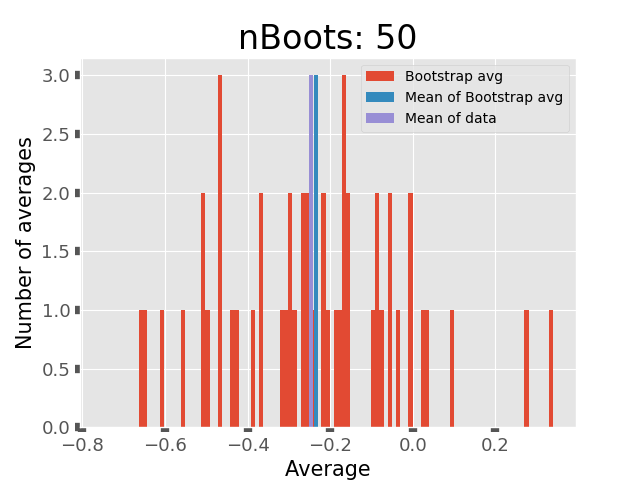 nBoots: 50
Bootstrap avg
Mean of Bootstrap avg
Mean of data
Number of averages
3.0
2.5
2.0
1.5
1.0
0.5
0.0
−0.8 −0.6 −0.4 −0.2 0.0 0.2
Average